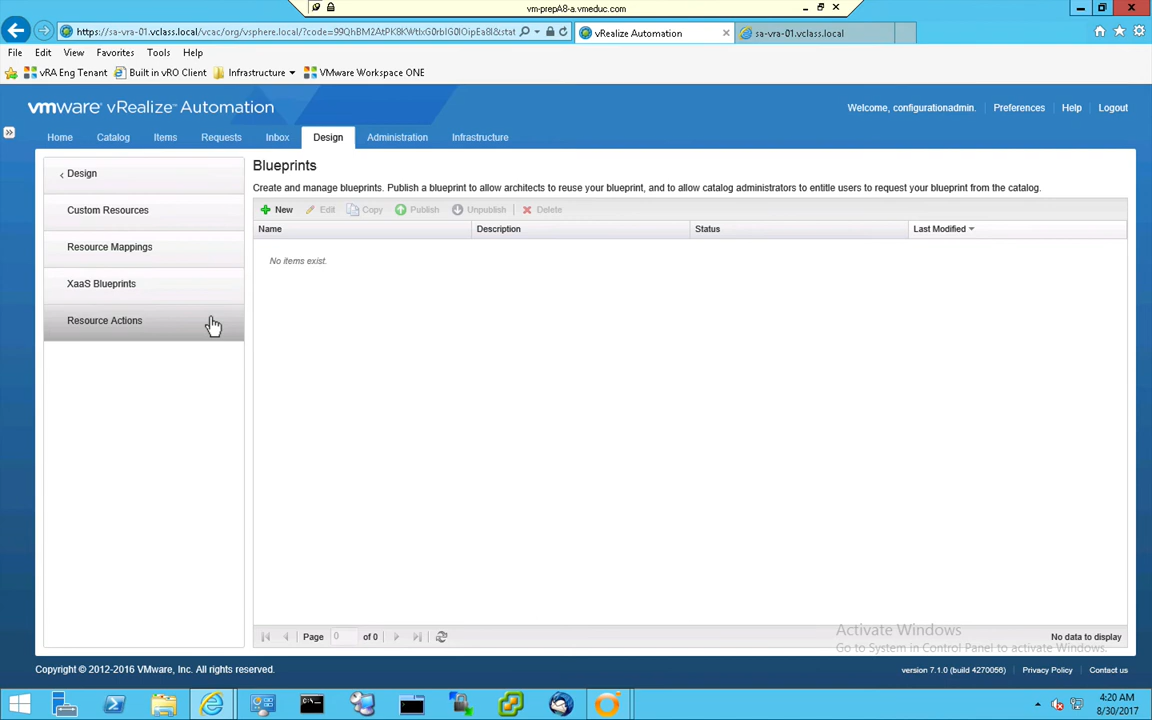 vm-prepA8-a.vmeduc.com
https://sa-vra-01.vclass.local/vcac/org/vsphere.local/?code=
vRealize Automation
sa-vra-01.vclass.local
File Edit View Favorites Tools Help
vRA Eng Tenant Built in vRO Client Infrastructure VMware Workspace ONE
vmware vRealize™ Automation
Welcome, configurationadmin. Preferences Help Logout
Home Catalog Items Requests Inbox Design Administration Infrastructure
Design
Custom Resources
Resource Mappings
XaaS Blueprints
Resource Actions
Blueprints
Create and manage blueprints. Publish a blueprint to allow architects to reuse your blueprint, and to allow catalog administrators to entitle users to request your blueprint from the catalog.
New Edit Copy Publish Unpublish Delete
Name Description Status Last Modified
No items exist.
Page 0 of 0
No data to display
Activate Windows
Go to System in Control Panel to activate Windows.
Copyright © 2012-2016 VMware, Inc. All rights reserved.
version 7.1.0 (build 4270058) Privacy Policy Contact us
4:20 AM
8/30/2017